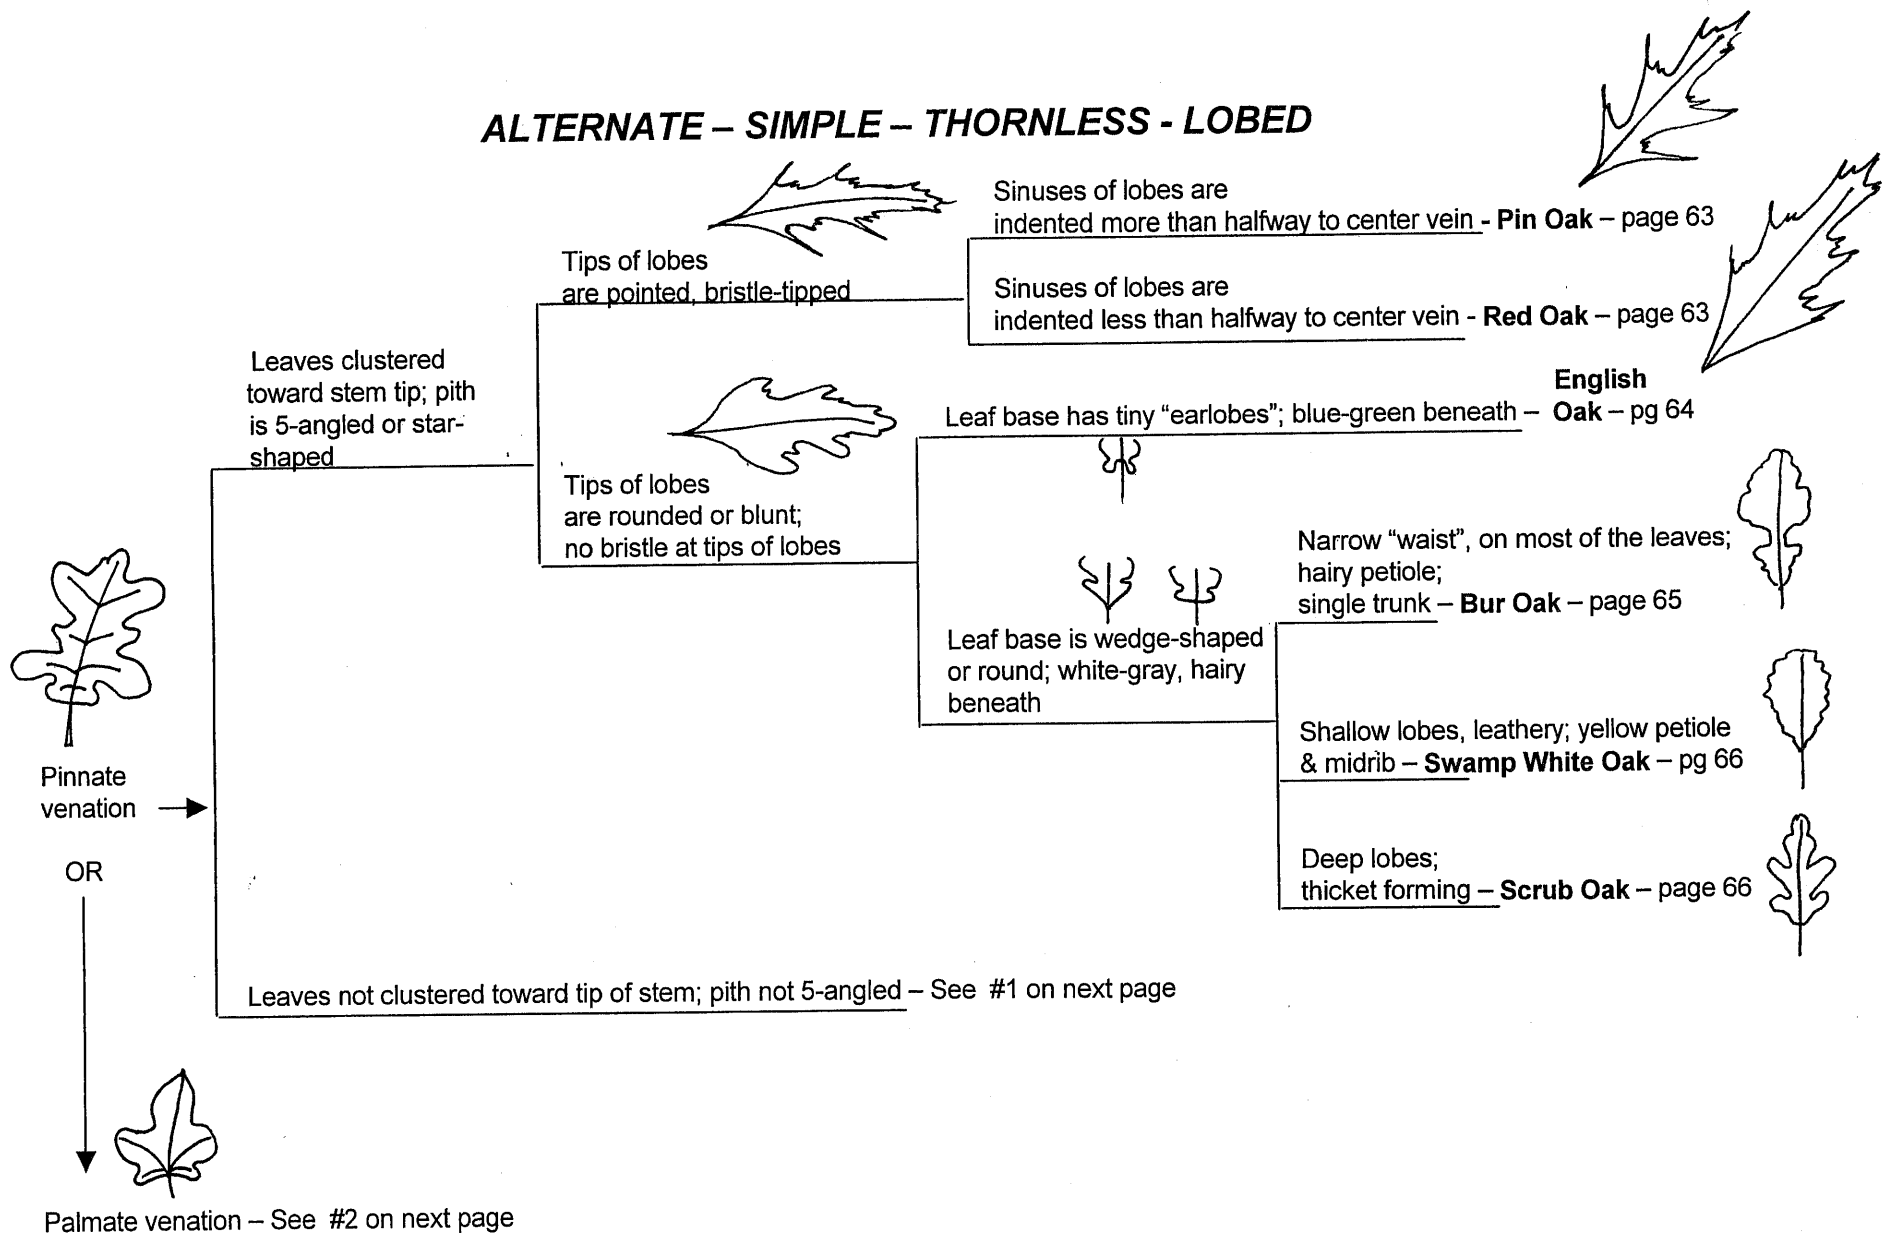 ALTERNATE – SIMPLE – THORNLESS - LOBED
Sinuses of lobes are
indented more than halfway to center vein - Pin Oak – page 63
Tips of lobes
are pointed, bristle-tipped
Sinuses of lobes are
indented less than halfway to center vein - Red Oak – page 63
Leaves clustered
toward stem tip; pith
is 5-angled or star-
shaped
English
Leaf base has tiny “earlobes”; blue-green beneath – Oak – pg 64
Tips of lobes
are rounded or blunt;
no bristle at tips of lobes
Narrow “waist”, on most of the leaves;
hairy petiole;
single trunk – Bur Oak – page 65
Leaf base is wedge-shaped
or round; white-gray, hairy
beneath
Shallow lobes, leathery; yellow petiole
& midrib – Swamp White Oak – pg 66
Pinnate
venation
OR
Deep lobes;
thicket forming – Scrub Oak – page 66
Leaves not clustered toward tip of stem; pith not 5-angled – See #1 on next page
Palmate venation – See #2 on next page